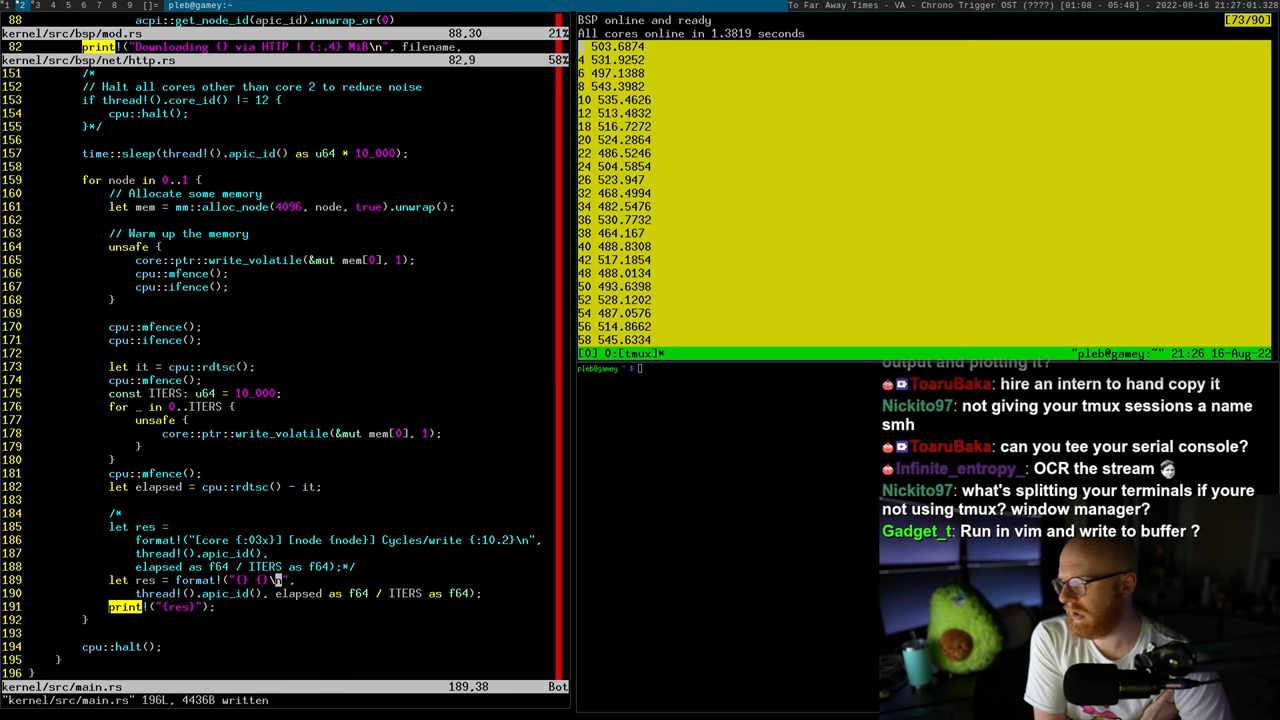 1 2 3 4 5 6 7 8 9 pleb@gamey:~ To Far Away Times - VA - Chrono Trigger OST (????) [01:08 - 05:48] - 2022-08-16 Aug 21:27:01.328
88         acpi::get_node_id(apic_id).unwrap_or(0)
kernel/src/bsp/mod.rs 88,30 21%
82 print!("Downloading {} via HTTP | {:.4} MiB\n", filename,
kernel/src/bsp/net/http.rs 82,9 58%
151 /*
152 // Halt all cores other than core 2 to reduce noise
153 if thread!().core_id() != 12 {
154 cpu::halt();
155 }*/
156
157 time::sleep(thread!().apic_id() as u64 * 10_000);
158
159 for node in 0..1 {
160 // Allocate some memory
161 let mem = mm::alloc_node(4096, node, true).unwrap();
162
163 // Warm up the memory
164 unsafe {
165 core::ptr::write_volatile(&mut mem[0], 1);
166 cpu::mfence();
167 cpu::ifence();
168 }
169
170 cpu::mfence();
171 cpu::ifence();
172
173 let it = cpu::rdtsc();
174 cpu::mfence();
175 const ITERS: u64 = 10_000;
176 for _ in 0..ITERS {
177 unsafe {
178 core::ptr::write_volatile(&mut mem[0], 1);
179 }
180 }
181 cpu::mfence();
182 let elapsed = cpu::rdtsc() - it;
183
184 /*
185 let res =
186 format!("[core {:03x}] [node {node}] Cycles/write {:10.2}\n",
187 thread!().apic_id(),
188 elapsed as f64 / ITERS as f64);*/
189 let res = format!("{} {}\n",
190 thread!().apic_id(), elapsed as f64 / ITERS as f64);
191 print!("{res}");
192 }
193
194 cpu::halt();
195 }
196 }
kernel/src/main.rs 189,38 Bot
"kernel/src/main.rs" 196L, 4436B written
BSP online and ready [73/90]
All cores online in 1.3819 seconds
503.6874
4 531.9252
6 497.1388
8 543.3982
10 535.4626
12 513.4832
18 516.7272
20 524.2864
22 486.5246
24 504.5854
26 523.947
32 468.4994
34 482.5476
36 530.7732
38 464.167
40 488.8308
42 517.1854
48 488.0134
50 493.6398
52 528.1202
54 487.0576
56 514.8662
58 545.6334
[0] 0:[tmux]* "pleb@gamey:~" 21:26 16-Aug-22
pleb@gamey ~ $
output and plotting it?
ToaruBaka: hire an intern to hand copy it
Nickito97: not giving your tmux sessions a name
smh
ToaruBaka: can you tee your serial console?
Infinite_entropy_: OCR the stream
Nickito97: what's splitting your terminals if youre
not using tmux? window manager?
Gadget_t: Run in vim and write to buffer ?